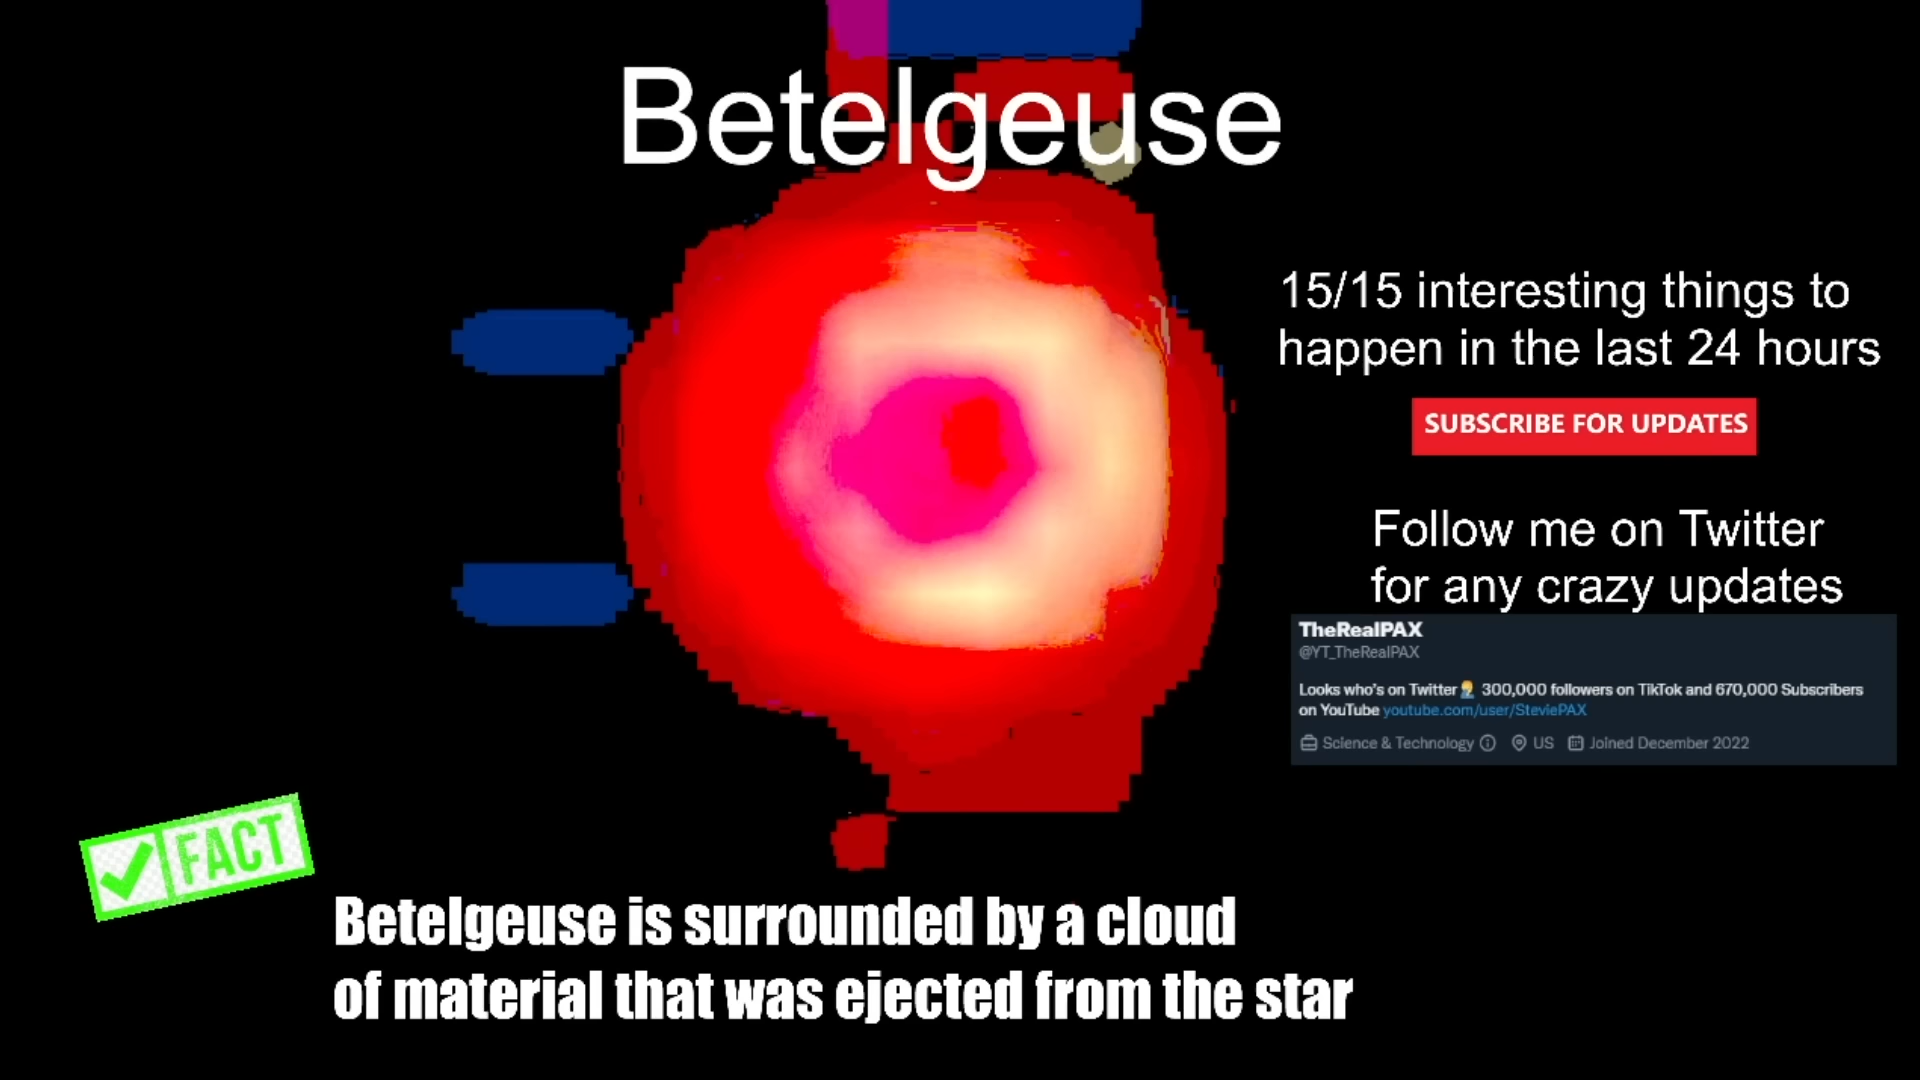 Betelgeuse
15/15 interesting things to
happen in the last 24 hours
SUBSCRIBE FOR UPDATES
Follow me on Twitter
for any crazy updates
TheRealPAX
@YT_TheRealPAX
Looks who's on Twitter 300,000 followers on TikTok and 670,000 Subscribers
on YouTube youtube.com/user/SteviePAX
Science & Technology US Joined December 2022
FACT
Betelgeuse is surrounded by a cloud
of material that was ejected from the star